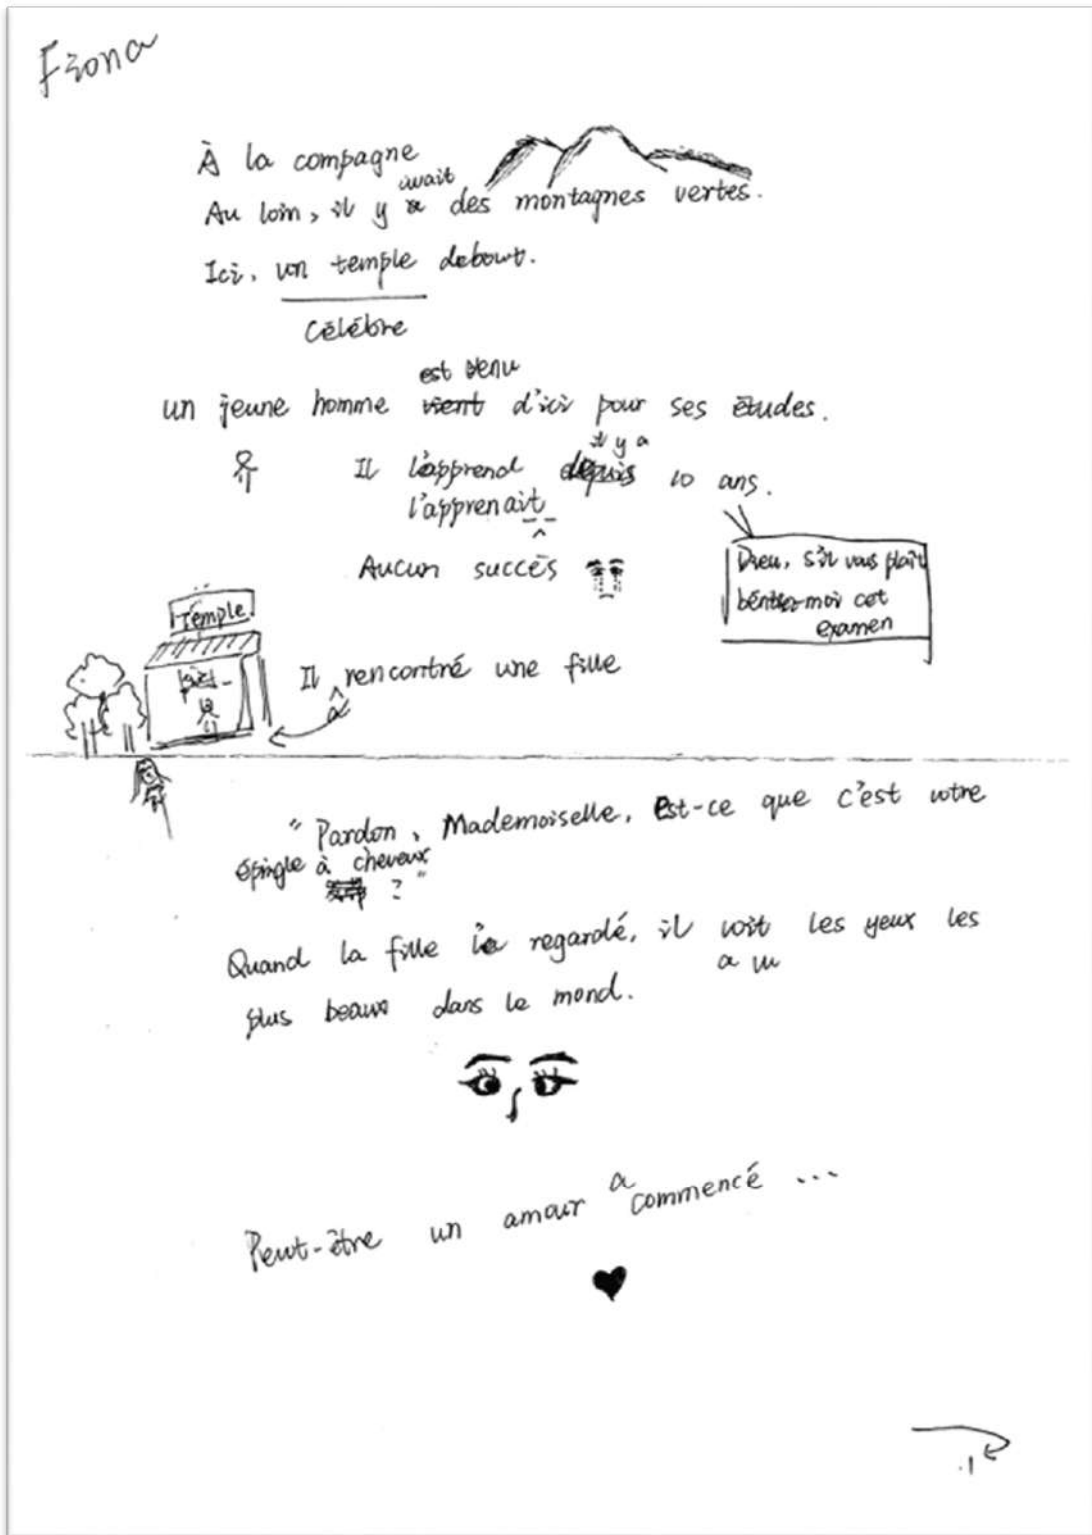 Fiona
À la compagne
avait
Au loin, il y a des montagnes vertes.
Ici, un temple debout.
Célèbre
est venu
un jeune homme vient d'ici pour ses études.
il y a
Il l'apprend depuis 10 ans.
l'apprenait
Aucun succès
Dieu, s'il vous plaît
moi cet
examen
Temple
Il rencontré une fille
a
"Pardon, Mademoiselle, Est-ce que c'est votre
épingle à cheveux
?"
Quand la fille le regardé, il voit les yeux les
a vu
plus beaux dans le mond.
a
Peut-être un amour commencé ...